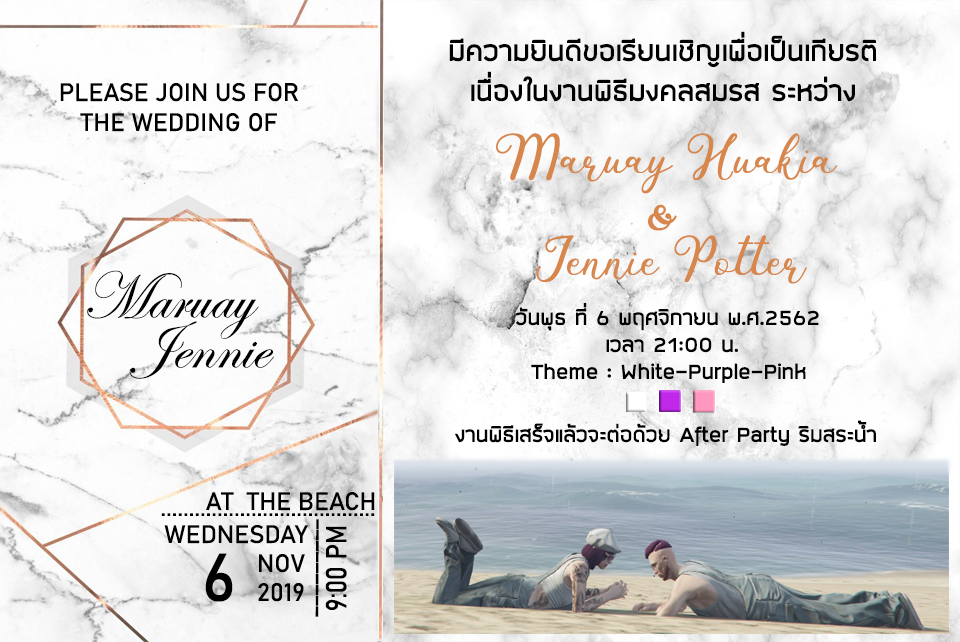 PLEASE JOIN US FOR
THE WEDDING OF
Maruay
Jennie
AT THE BEACH
WEDNESDAY
6
NOV
2019
9:00 PM
มีความยินดีขอเรียนเชิญเพื่อเป็นเกียรติ
เนื่องในงานพิธีมงคลสมรส ระหว่าง
Maruay Huakia
&
Jennie Potter
วันพุธ ที่ 6 พฤศจิกายน พ.ศ.2562
เวลา 21:00 น.
Theme : White-Purple-Pink
งานพิธีเสร็จแล้วจะต่อด้วย After Party ริมสระน้ำ